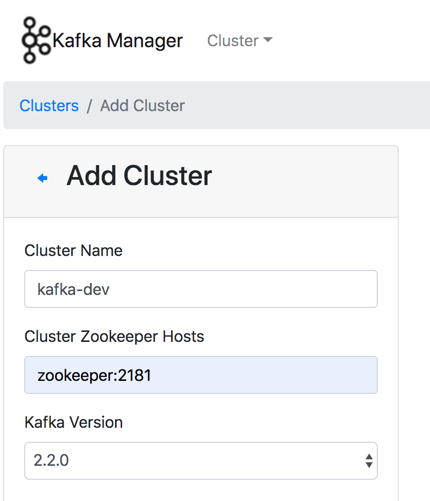 Kafka Manager Cluster
Clusters / Add Cluster
Add Cluster
Cluster Name
kafka-dev
Cluster Zookeeper Hosts
zookeeper:2181
Kafka Version
2.2.0